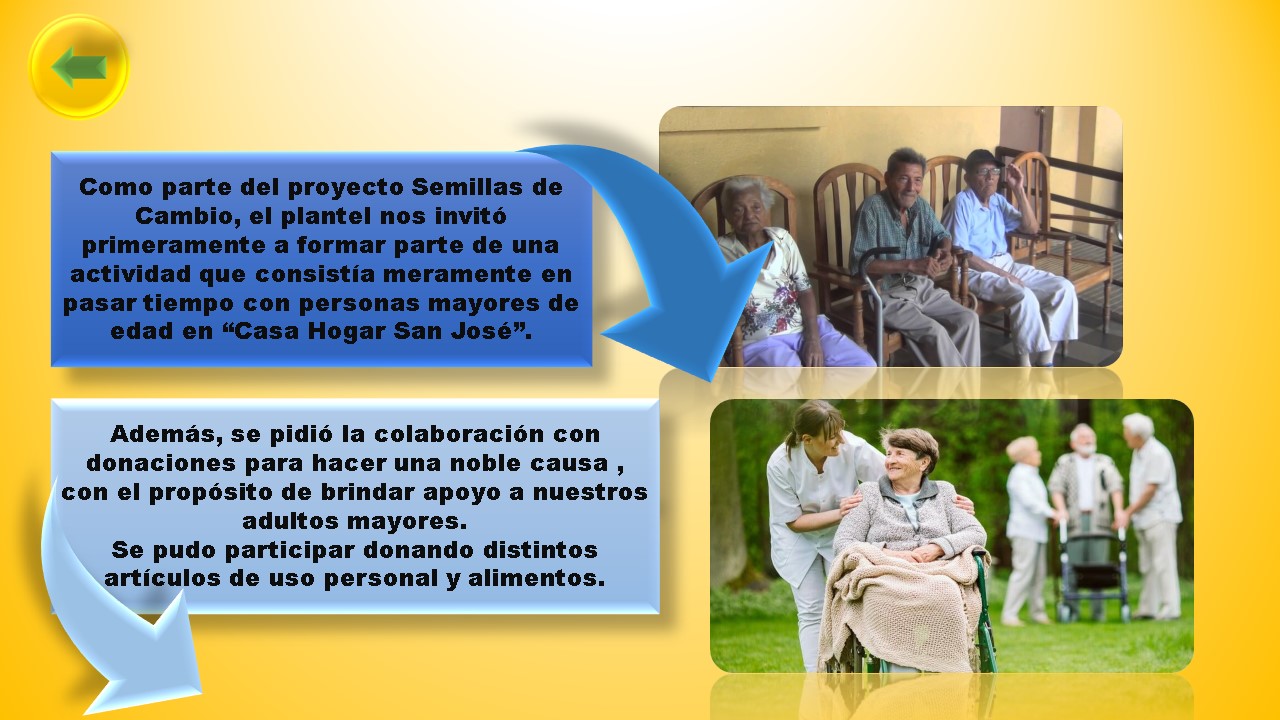 Como parte del proyecto Semillas de
Cambio, el plantel nos invitó
primeramente a formar parte de una
actividad que consistía meramente en
pasar tiempo con personas mayores de
edad en “Casa Hogar San José”.
Además, se pidió la colaboración con
donaciones para hacer una noble causa ,
con el propósito de brindar apoyo a nuestros
adultos mayores.
Se pudo participar donando distintos
artículos de uso personal y alimentos.